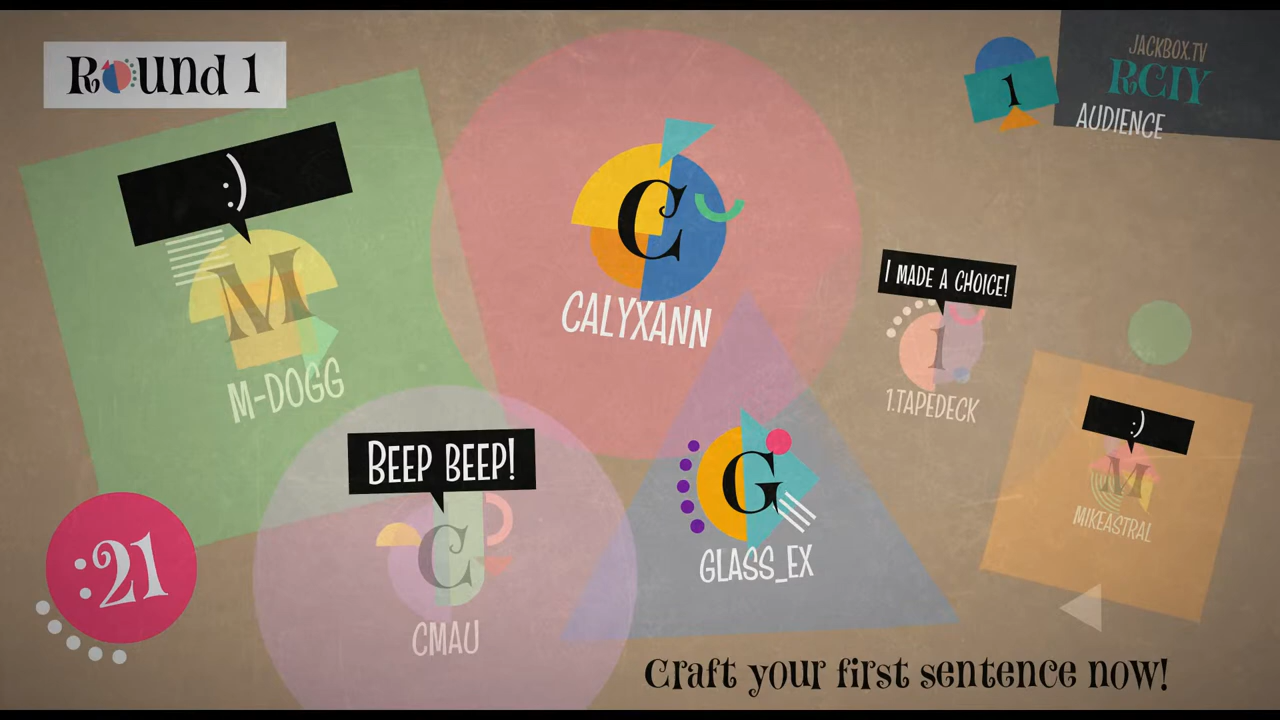 Round 1
JACKBOX.TV
RCIY
AUDIENCE
1
:)
M
M-DOGG
C
CALYXANN
I MADE A CHOICE!
1
1.TAPEDECK
BEEP BEEP!
C
CMAU
G
GLASS_EX
:)
M
MIKEASTRAL
:21
Craft your first sentence now!